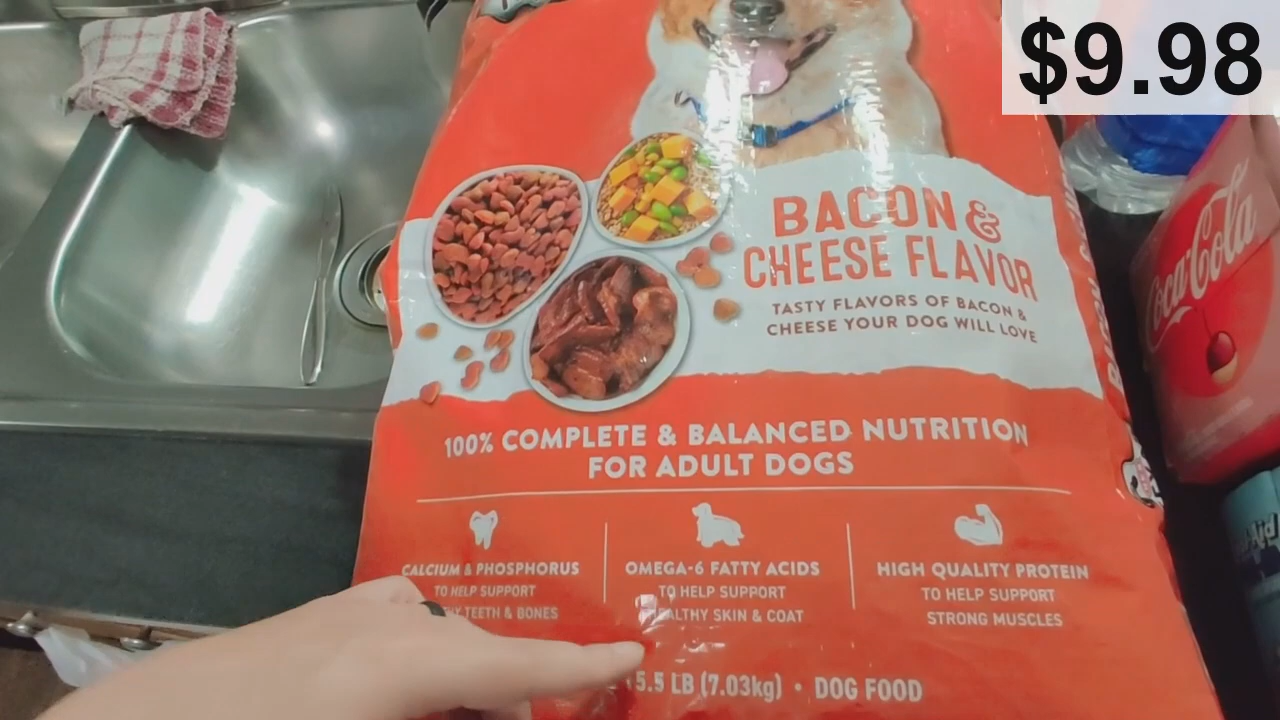 $9.98
BACON &
CHEESE FLAVOR
TASTY FLAVORS OF BACON &
CHEESE YOUR DOG WILL LOVE
100% COMPLETE & BALANCED NUTRITION
FOR ADULT DOGS
CALCIUM & PHOSPHORUS
TO HELP SUPPORT
TEETH & BONES
OMEGA-6 FATTY ACIDS
TO HELP SUPPORT
HEALTHY SKIN & COAT
HIGH QUALITY PROTEIN
TO HELP SUPPORT
STRONG MUSCLES
5.5 LB (7.03kg) • DOG FOOD
Coca-Cola